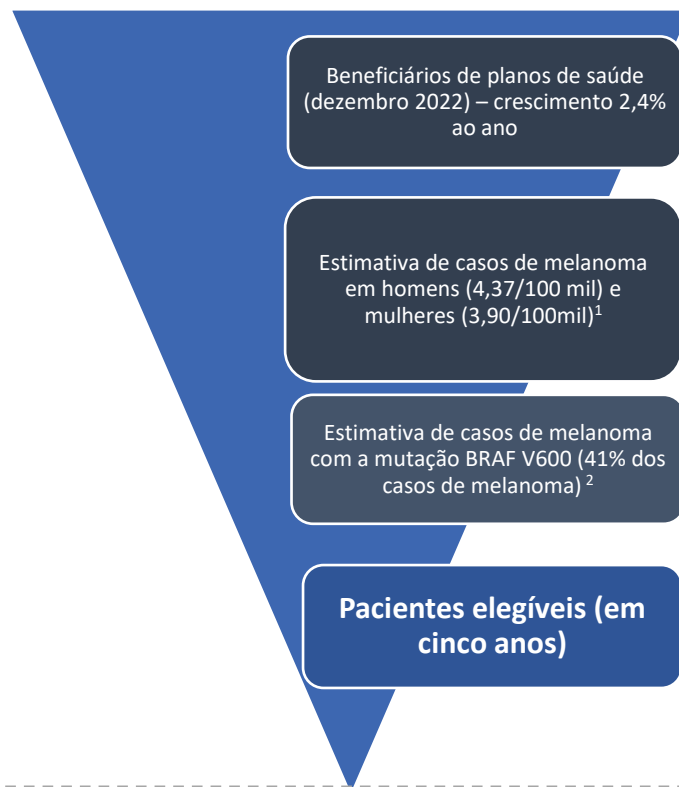 Beneficiários de planos de saúde
(dezembro 2022) – crescimento 2,4%
ao ano
Estimativa de casos de melanoma
em homens (4,37/100 mil) e
mulheres (3,90/100mil)1
Estimativa de casos de melanoma
com a mutação BRAF V600 (41% dos
casos de melanoma) 2
Pacientes elegíveis (em
cinco anos)